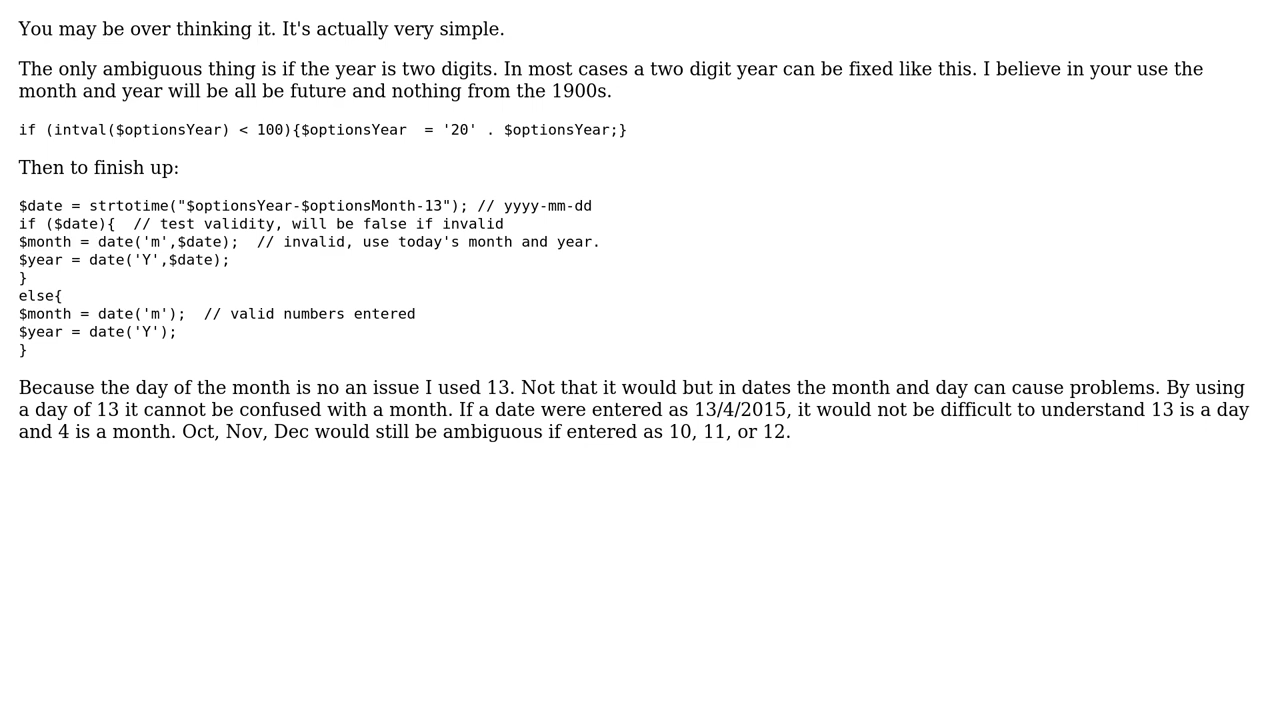 You may be over thinking it. It's actually very simple.
The only ambiguous thing is if the year is two digits. In most cases a two digit year can be fixed like this. I believe in your use the
month and year will be all be future and nothing from the 1900s.
if (intval($optionsYear) < 100){$optionsYear  = '20' . $optionsYear;}
Then to finish up:
$date = strtotime("$optionsYear-$optionsMonth-13"); // yyyy-mm-dd
if ($date){  // test validity, will be false if invalid
$month = date('m',$date);  // invalid, use today's month and year.
$year = date('Y',$date);
}
else{
$month = date('m');  // valid numbers entered
$year = date('Y');
}
Because the day of the month is no an issue I used 13. Not that it would but in dates the month and day can cause problems. By using
a day of 13 it cannot be confused with a month. If a date were entered as 13/4/2015, it would not be difficult to understand 13 is a day
and 4 is a month. Oct, Nov, Dec would still be ambiguous if entered as 10, 11, or 12.